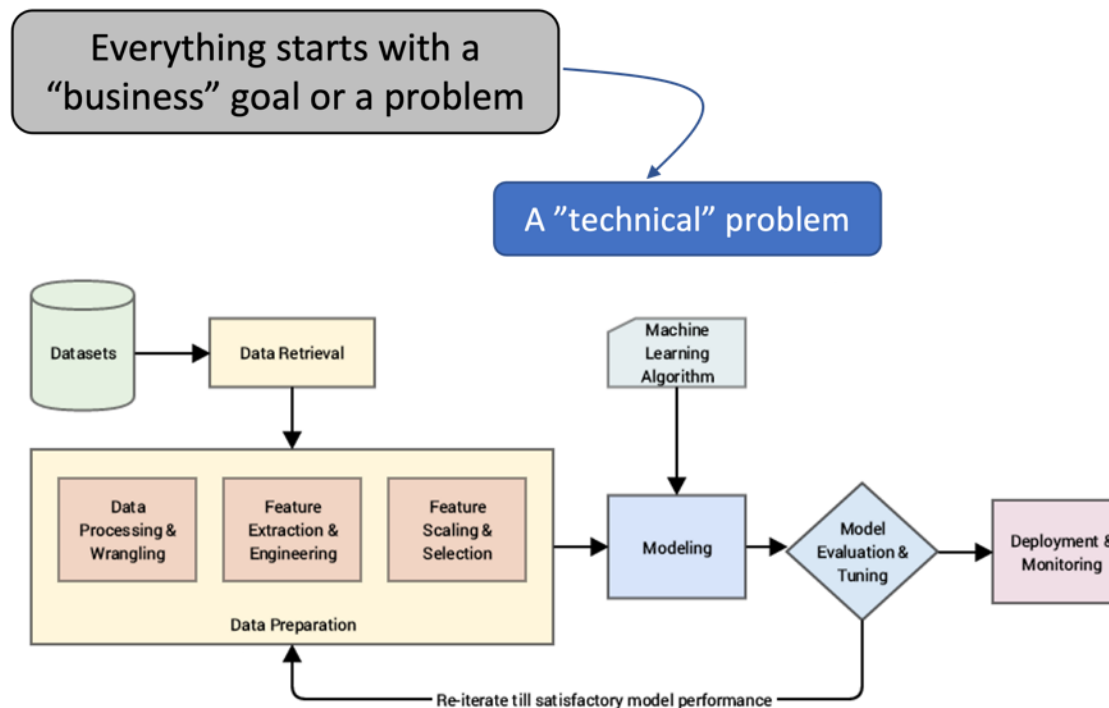 Everything starts with a
“business” goal or a problem
A ”technical” problem
Datasets
Data Retrieval
Machine
Learning
Algorithm
Data
Processing &
Wrangling
Feature
Extraction &
Engineering
Feature
Scaling &
Selection
Data Preparation
Modeling
Model
Evaluation &
Tuning
Deployment &
Monitoring
Re-iterate till satisfactory model performance